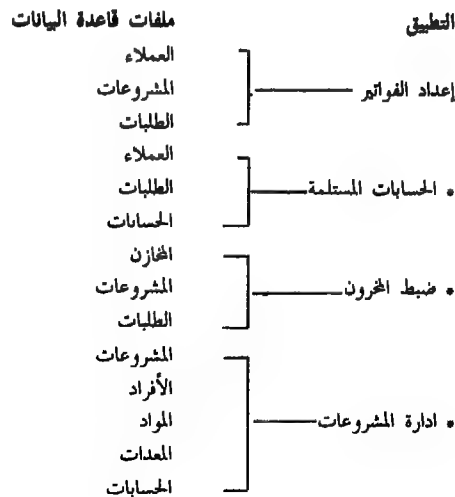 التطبيق ملفات قاعدة البيانات
العملاء
إعداد الفواتير المشروعات
الطلبات
العملاء
• الحسابات المستلمة الطلبات
الحسابات
المخازن
• ضبط المخرون المشروعات
الطلبات
المشروعات
الأفراد
• ادارة المشروعات المواد
المعدات
الحسابات